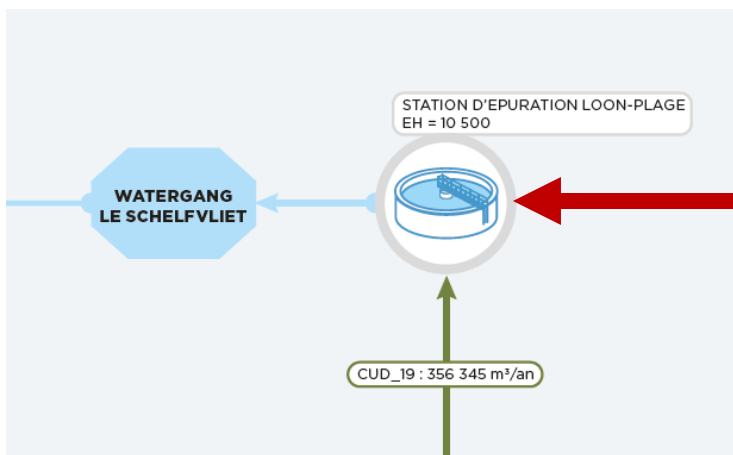 STATION D'EPURATION LOON-PLAGE
EH = 10 500
WATERGANG
LE SCHELFVLIET
CUD_19 : 356 345 m³/an